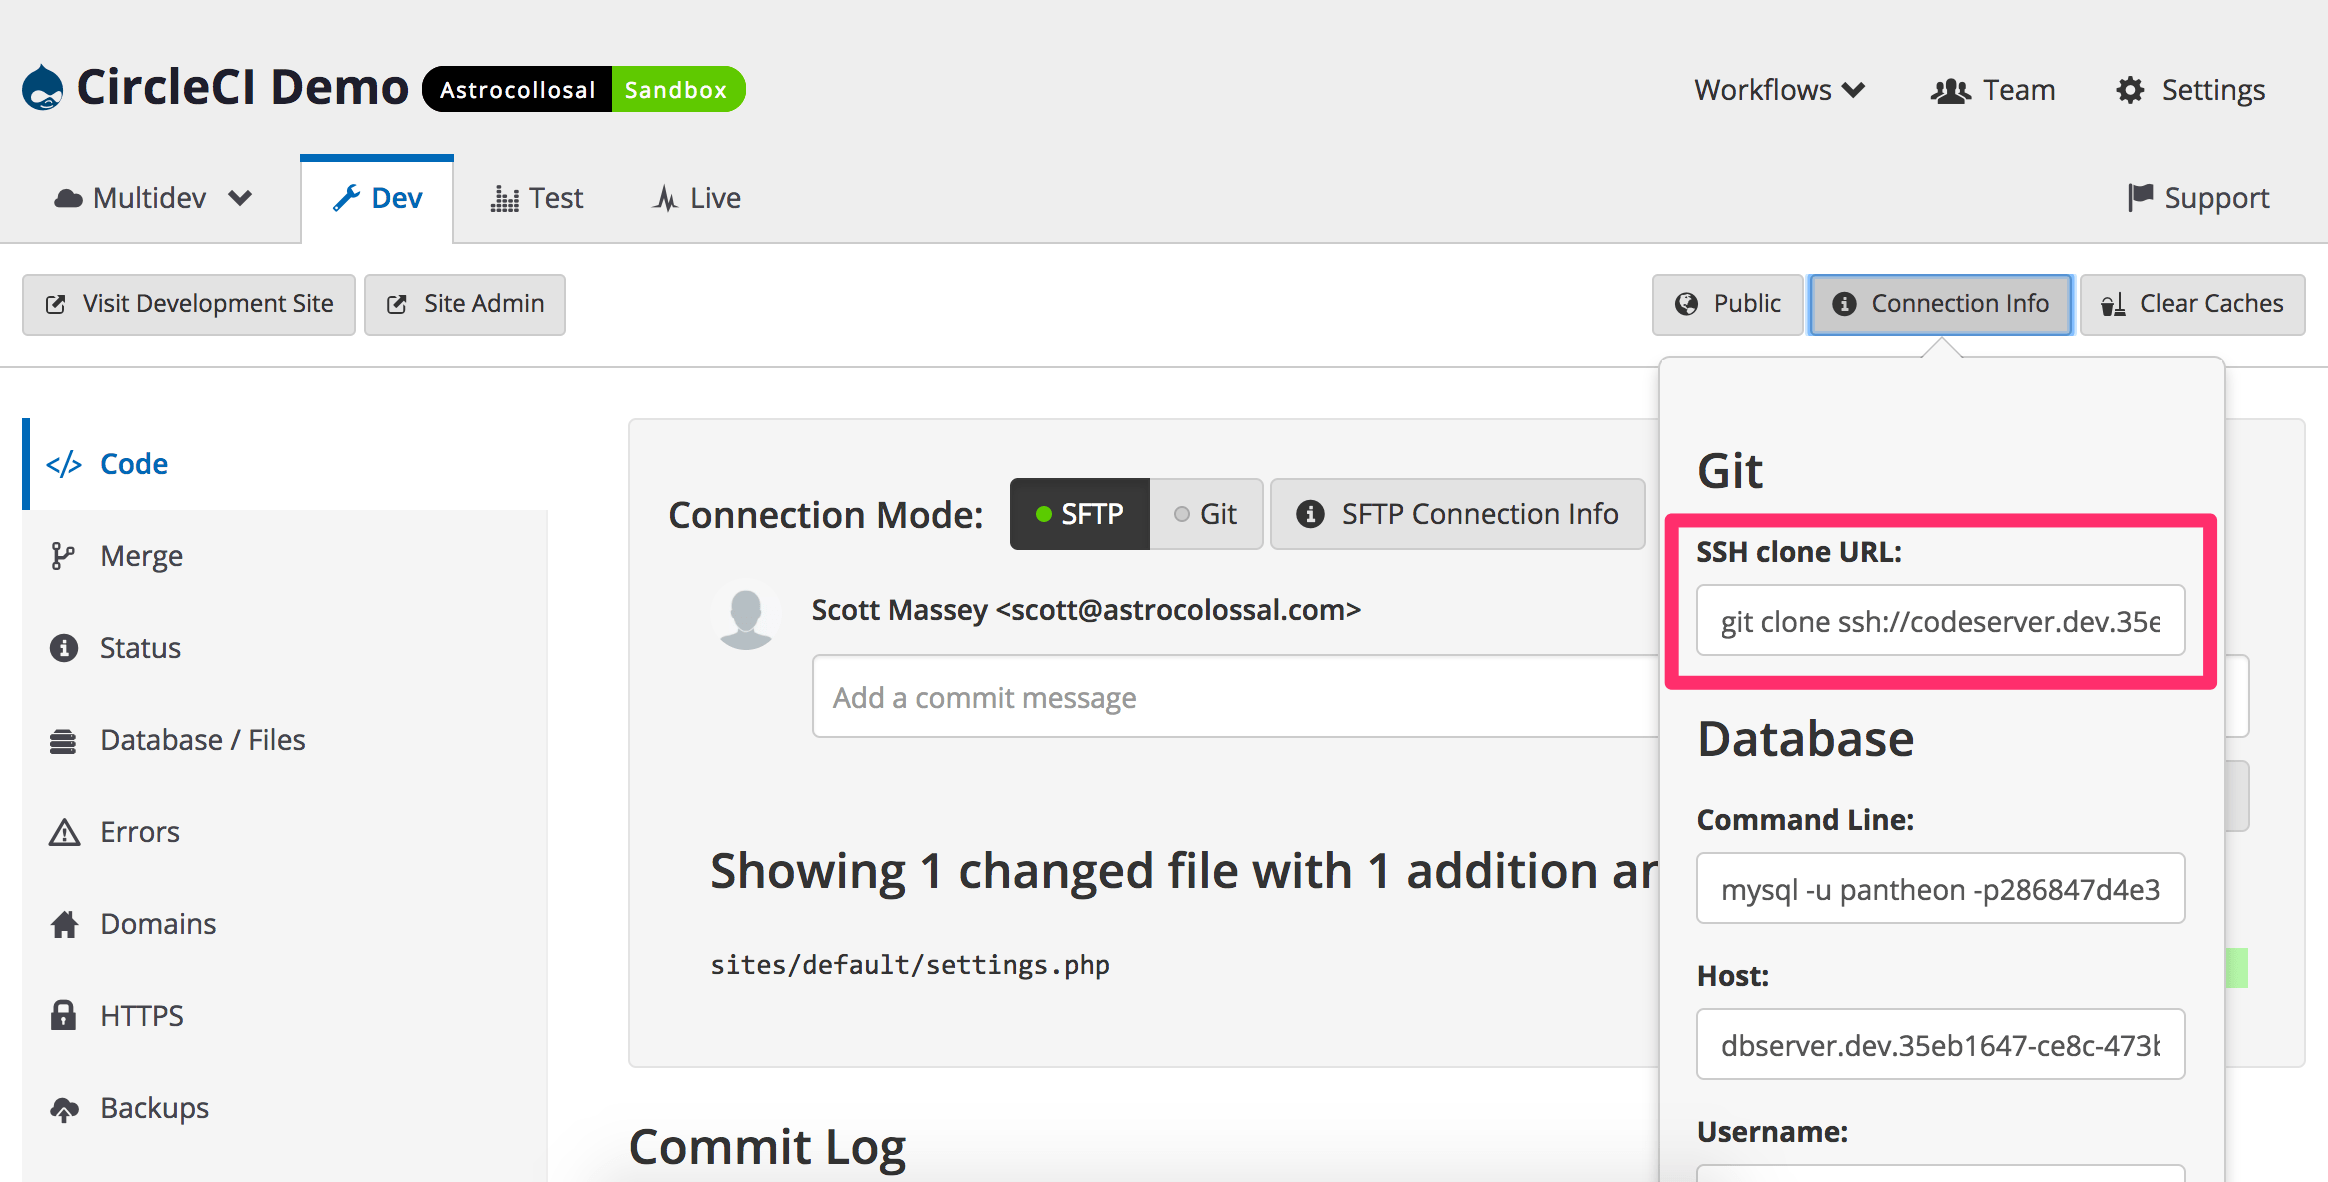 CircleCI Demo Astrocollosal Sandbox
Workflows Team Settings
Multidev Dev Test Live Support
Visit Development Site Site Admin Public Connection Info Clear Caches
Code
Merge
Status
Database / Files
Errors
Domains
HTTPS
Backups
Connection Mode: SFTP Git SFTP Connection Info
Scott Massey <scott@astrocolossal.com>
Add a commit message
Showing 1 changed file with 1 addition
sites/default/settings.php
Commit Log
Git
SSH clone URL:
git clone ssh://codeserver.dev.35e
Database
Command Line:
mysql -u pantheon -p286847d4e3
Host:
dbserver.dev.35eb1647-ce8c-473b
Username: